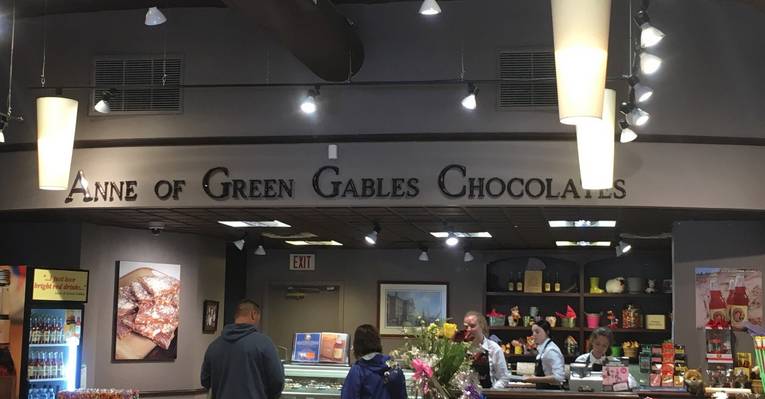 ANNE OF GREEN GABLES CHOCOLATES
EXIT
"...I just love
bright red drinks...